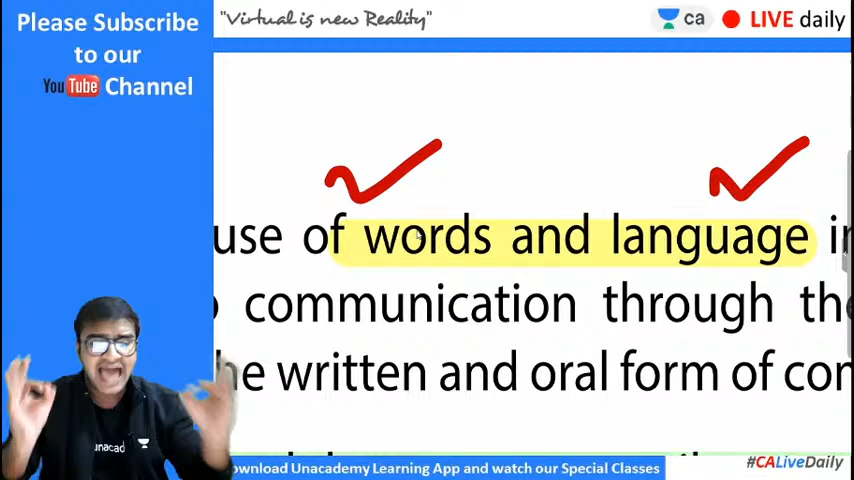 Please Subscribe
to our
YouTube Channel
"Virtual is new Reality"
ca LIVE daily
use of words and language in
communication through the
he written and oral form of
unacad
ownload Unacademy Learning App and watch our Special Classes
#CALiveDaily